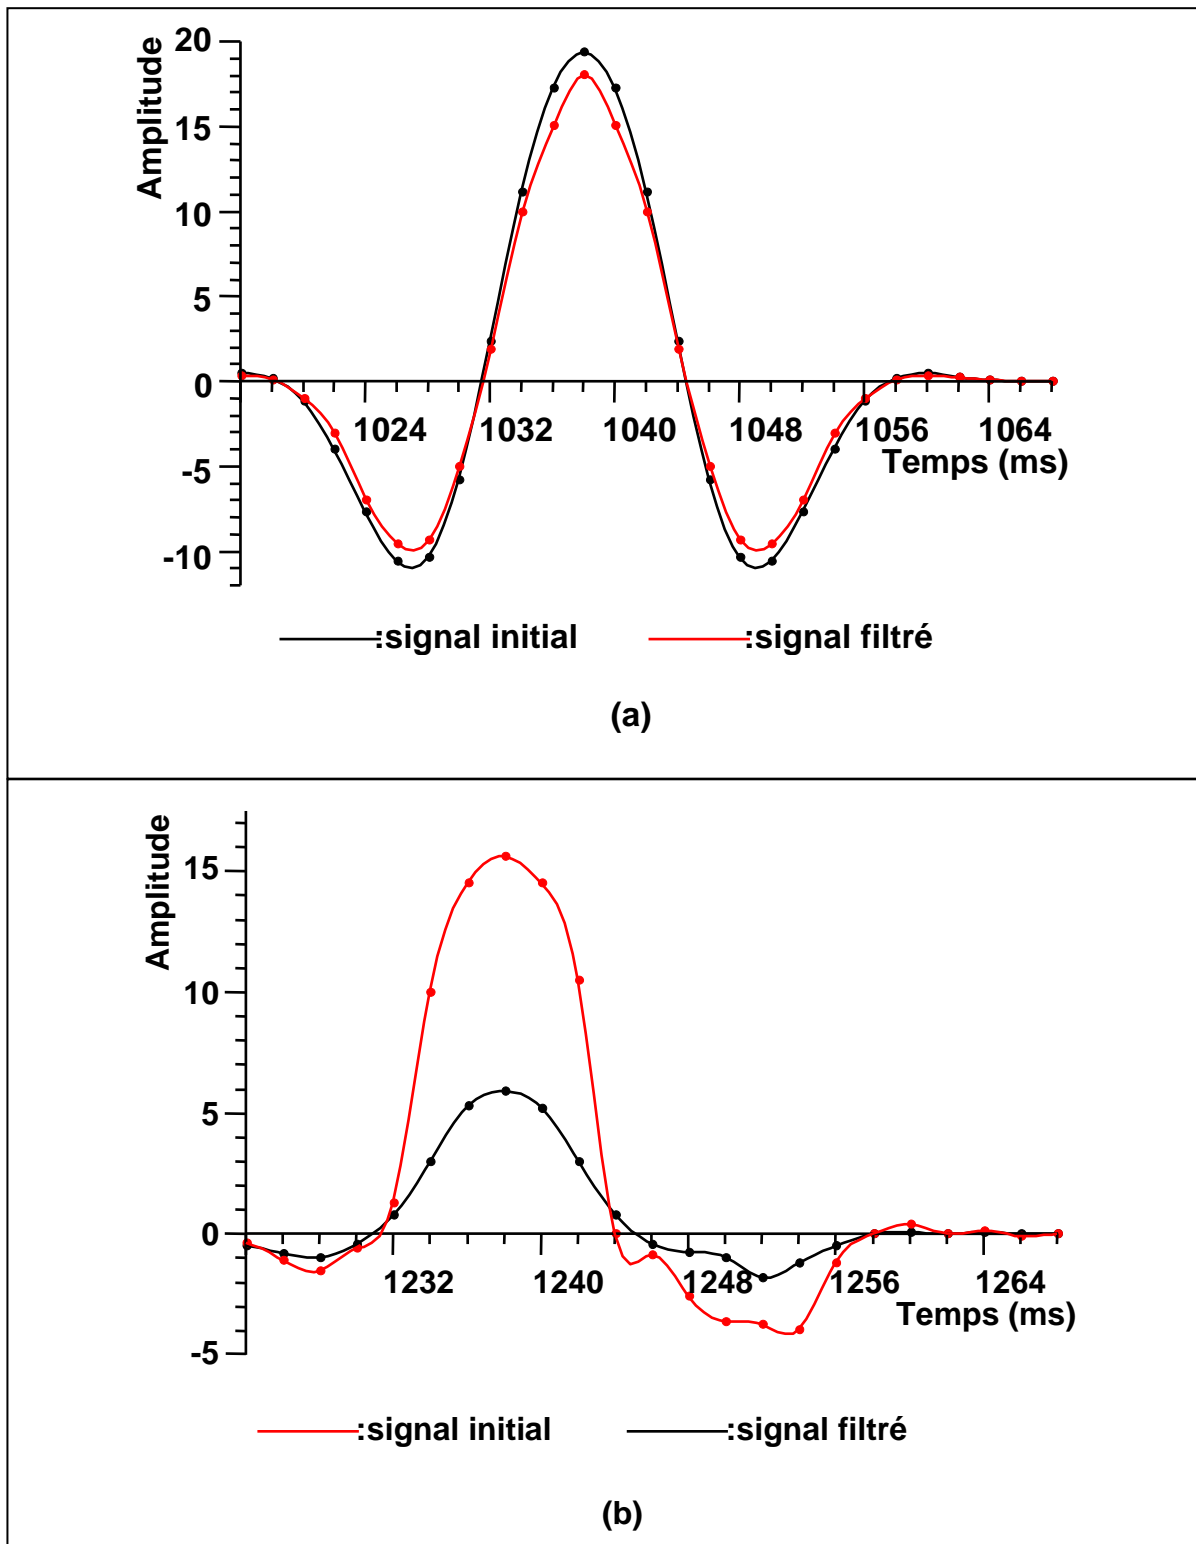 Amplitude
20
15
10
5
0
-5
-10
1024 1032 1040 1048 1056 1064
Temps (ms)
:signal initial :signal filtré
(a)
Amplitude
15
10
5
0
-5
1232 1240 1248 1256 1264
Temps (ms)
:signal initial :signal filtré
(b)